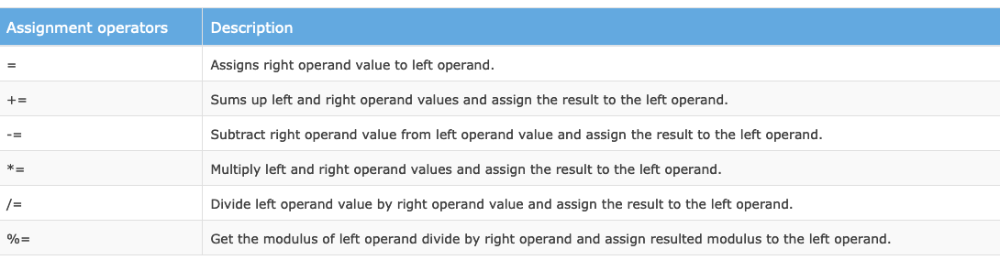 Assignment operators Description
= Assigns right operand value to left operand.
+= Sums up left and right operand values and assign the result to the left operand.
-= Subtract right operand value from left operand value and assign the result to the left operand.
*= Multiply left and right operand values and assign the result to the left operand.
/= Divide left operand value by right operand value and assign the result to the left operand.
%= Get the modulus of left operand divide by right operand and assign resulted modulus to the left operand.